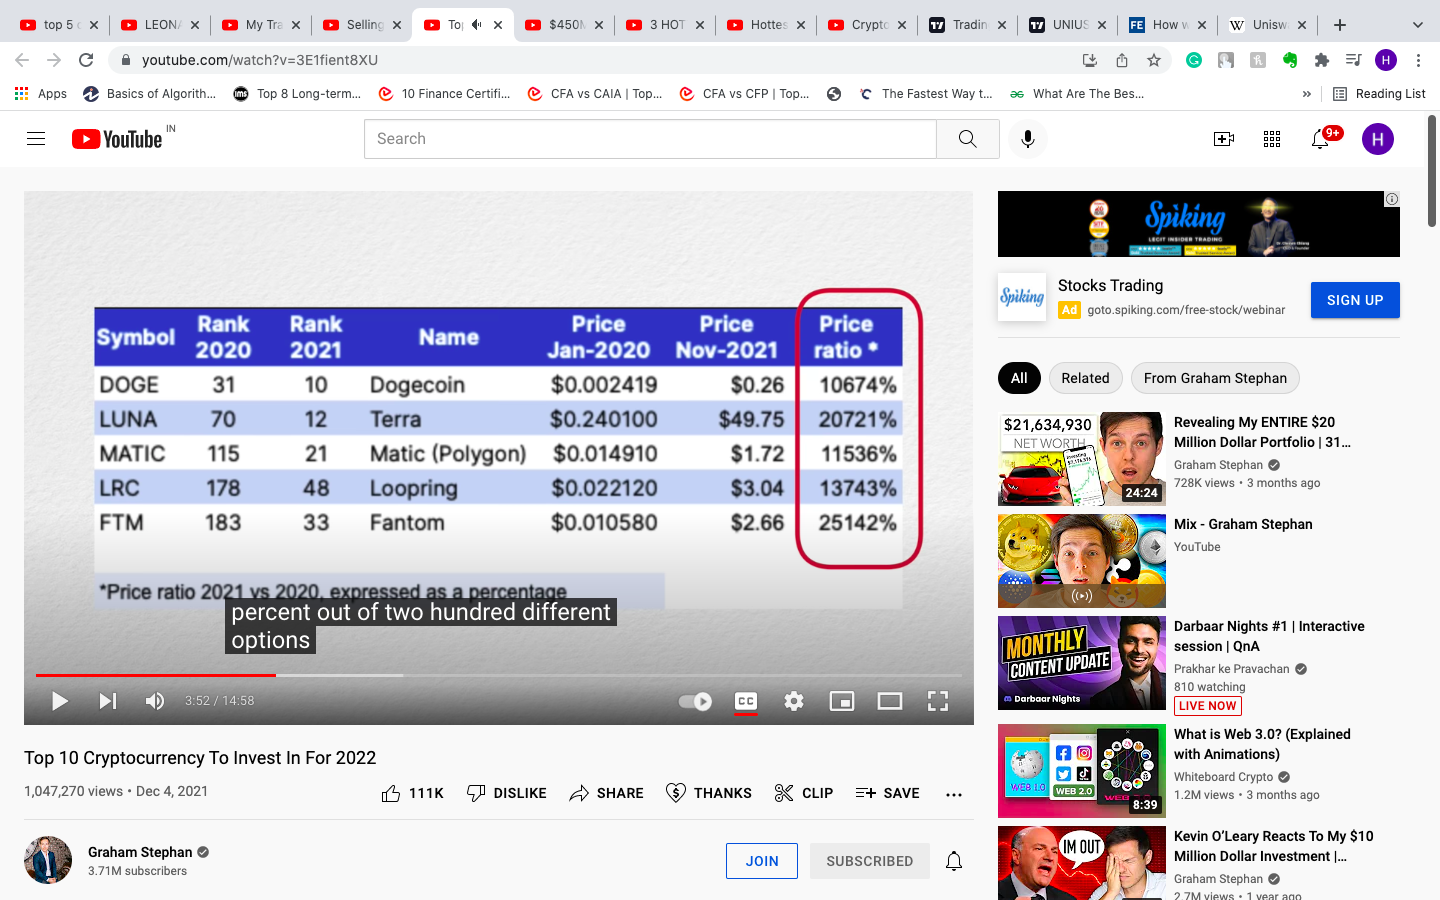 top 5 c
LEONA
My Tra
Selling
Top
$450M
3 HOT
Hottes
Crypto
Tradin
UNIUS
How w
Unisw
youtube.com/watch?v=3E1fient8XU
Apps
Basics of Algorith...
Top 8 Long-term...
10 Finance Certifi...
CFA vs CAIA | Top...
CFA vs CFP | Top...
The Fastest Way t...
What Are The Bes...
»
Reading List
YouTube IN
Search
9+
H
Symbol Rank 2020 Rank 2021 Name Price Jan-2020 Price Nov-2021 Price ratio *
DOGE 31 10 Dogecoin $0.002419 $0.26 10674%
LUNA 70 12 Terra $0.240100 $49.75 20721%
MATIC 115 21 Matic (Polygon) $0.014910 $1.72 11536%
LRC 178 48 Loopring $0.022120 $3.04 13743%
FTM 183 33 Fantom $0.010580 $2.66 25142%
*Price ratio 2021 vs 2020, expressed as a percentage
percent out of two hundred different
options
3:52 / 14:58
CC
Top 10 Cryptocurrency To Invest In For 2022
1,047,270 views • Dec 4, 2021
111K DISLIKE SHARE THANKS CLIP SAVE ...
Graham Stephan
3.71M subscribers
JOIN
SUBSCRIBED
Spiking
LEGIT INSIDER TRADING
Spiking
Stocks Trading
Ad goto.spiking.com/free-stock/webinar
SIGN UP
All
Related
From Graham Stephan
$21,634,930
NET WORTH
24:24
Revealing My ENTIRE $20
Million Dollar Portfolio | 31...
Graham Stephan
728K views • 3 months ago
Mix - Graham Stephan
YouTube
MONTHLY
CONTENT UPDATE
Darbaar Nights
Darbaar Nights #1 | Interactive
session | QnA
Prakhar ke Pravachan
810 watching
LIVE NOW
WEB 1.0
WEB 2.0
8:39
What is Web 3.0? (Explained
with Animations)
Whiteboard Crypto
1.2M views • 3 months ago
IM OUT
Kevin O'Leary Reacts To My $10
Million Dollar Investment |...
Graham Stephan
2.7M views • 1 year ago